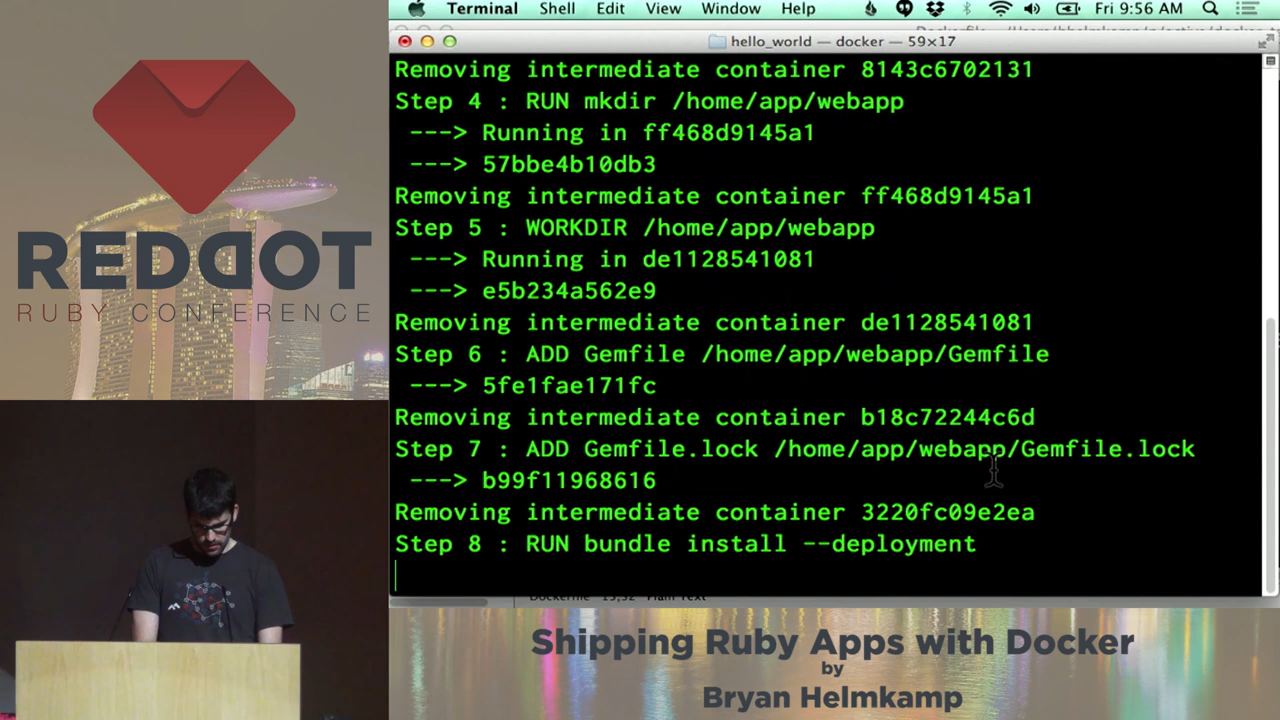 Terminal Shell Edit View Window Help Fri 9:56 AM
hello_world — docker — 59×17
Removing intermediate container 8143c6702131
Step 4 : RUN mkdir /home/app/webapp
---> Running in ff468d9145a1
---> 57bbe4b10db3
Removing intermediate container ff468d9145a1
Step 5 : WORKDIR /home/app/webapp
---> Running in de1128541081
---> e5b234a562e9
Removing intermediate container de1128541081
Step 6 : ADD Gemfile /home/app/webapp/Gemfile
---> 5fe1fae171fc
Removing intermediate container b18c72244c6d
Step 7 : ADD Gemfile.lock /home/app/webapp/Gemfile.lock
---> b99f11968616
Removing intermediate container 3220fc09e2ea
Step 8 : RUN bundle install --deployment
REDDOT
RUBY CONFERENCE
Shipping Ruby Apps with Docker
by
Bryan Helmkamp